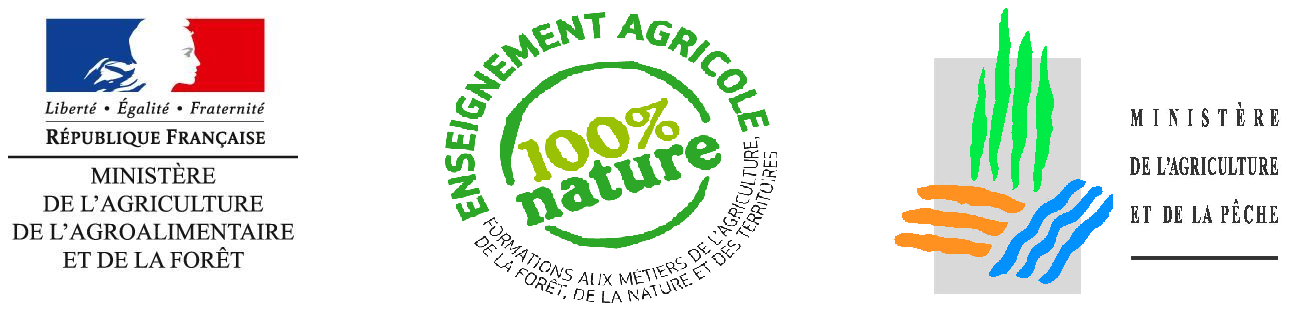 Liberté • Égalité • Fraternité
RÉPUBLIQUE FRANÇAISE
MINISTÈRE
DE L’AGRICULTURE
DE L’AGROALIMENTAIRE
ET DE LA FORÊT
ENSEIGNEMENT AGRICOLE
100%
nature
FORMATIONS AUX MÉTIERS DE L'AGRICULTURE,
DE LA FORÊT, DE LA NATURE ET DES TERRITOIRES
MINISTÈRE
DE L'AGRICULTURE
ET DE LA PÊCHE